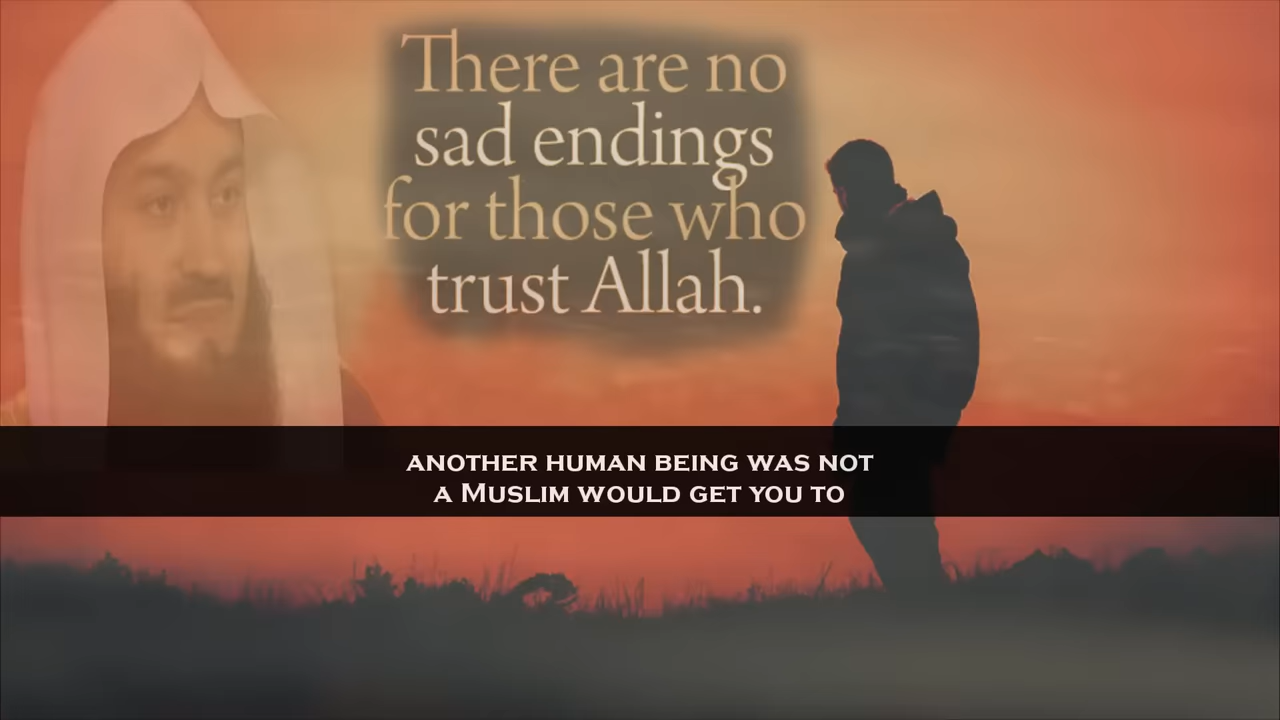 There are no
sad endings
for those who
trust Allah.
ANOTHER HUMAN BEING WAS NOT
A MUSLIM WOULD GET YOU TO